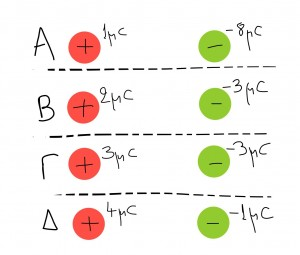 Α + 1μC − -8μC
Β + 2μC − -3μC
Γ + 3μC − -3μC
Δ + 4μC − -1μC